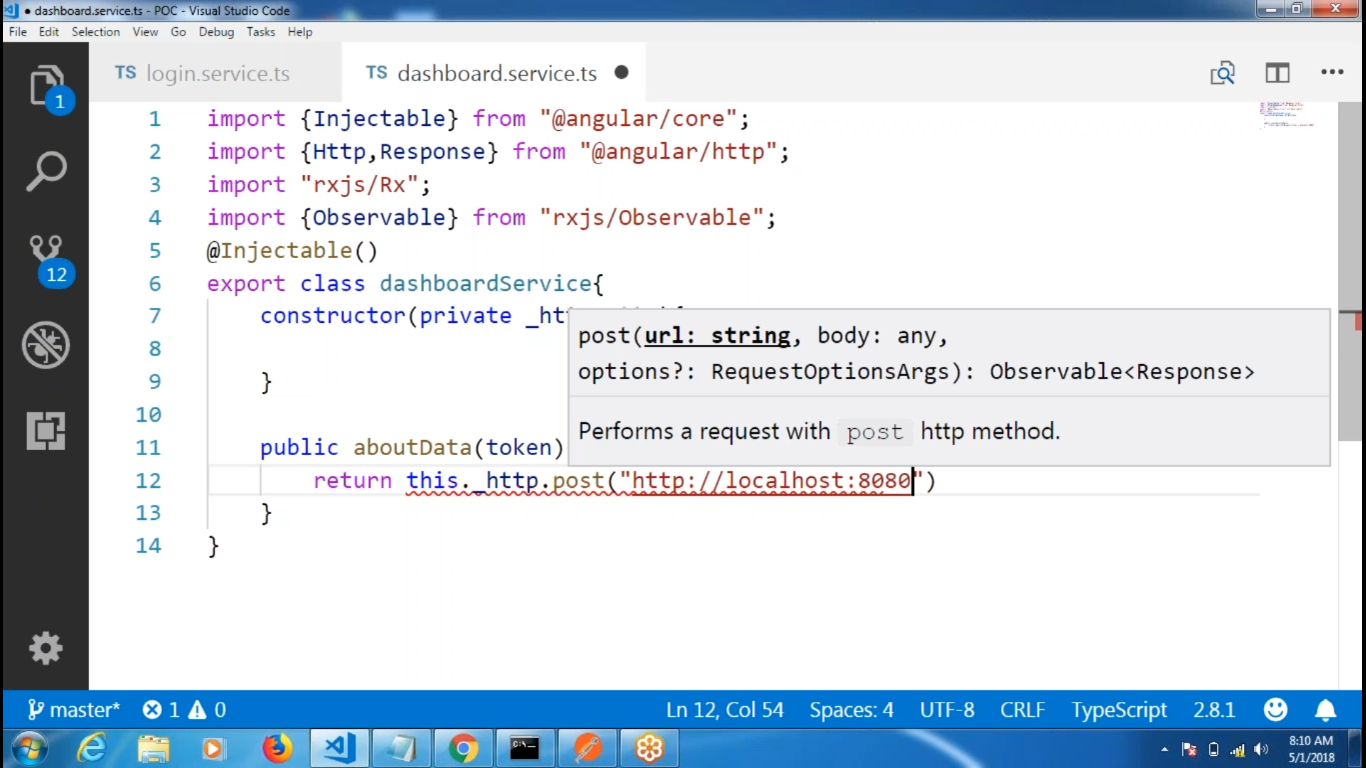 ● dashboard.service.ts - POC - Visual Studio Code
File Edit Selection View Go Debug Tasks Help
TS login.service.ts TS dashboard.service.ts ●
1 import {Injectable} from "@angular/core";
2 import {Http,Response} from "@angular/http";
3 import "rxjs/Rx";
4 import {Observable} from "rxjs/Observable";
5 @Injectable()
6 export class dashboardService{
7 constructor(private
post(url: string, body: any,
8
options?: RequestOptionsArgs): Observable<Response>
9 }
10
Performs a request with post http method.
11 public aboutData(token)
12 return this._http.post("http://localhost:8080")
13 }
14 }
1
12
master* 1 0 Ln 12, Col 54 Spaces: 4 UTF-8 CRLF TypeScript 2.8.1
8:10 AM
5/1/2018